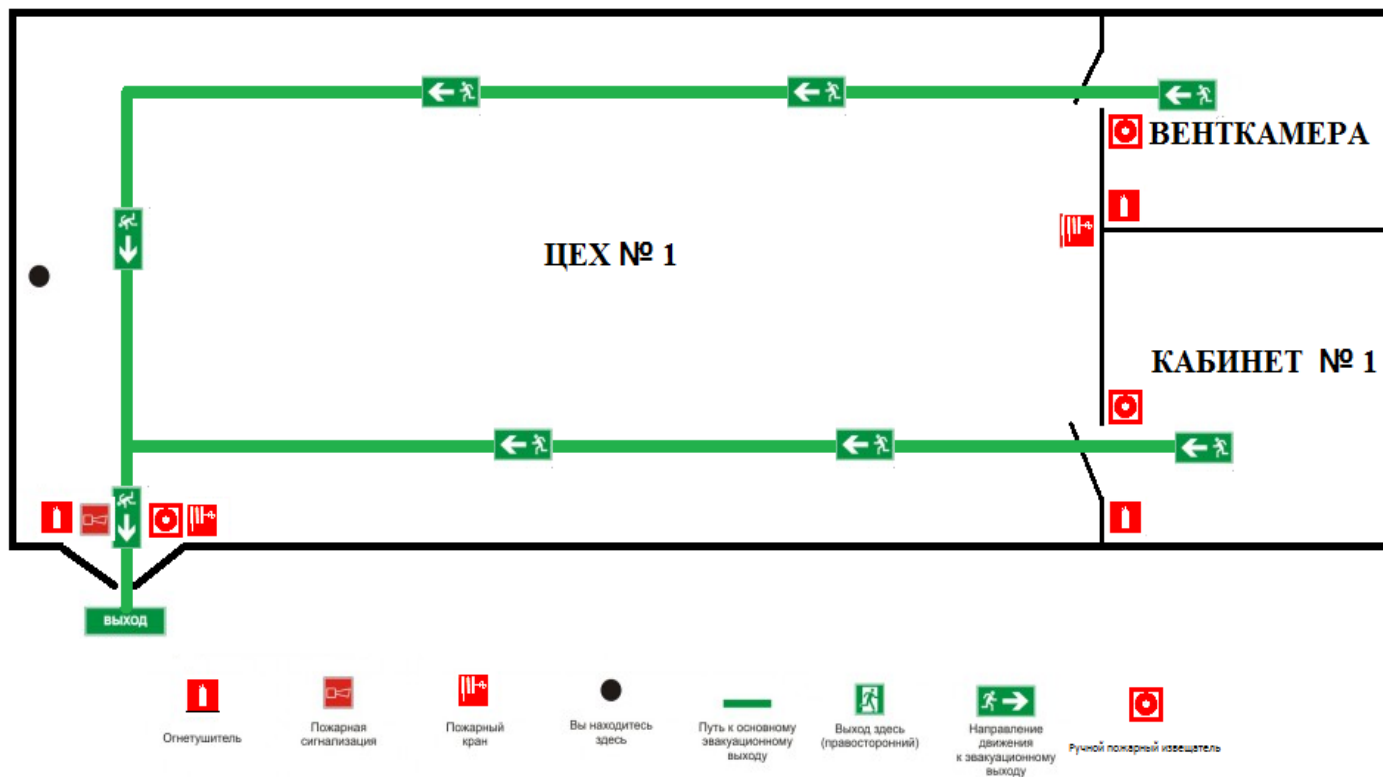 ВЕНТКАМЕРА
ЦЕХ № 1
КАБИНЕТ № 1
ВЫХОД
Огнетушитель
Пожарная
сигнализация
Пожарный
кран
Вы находитесь
здесь
Путь к основному
эвакуационному
выходу
Выход здесь
(правосторонний)
Направление
движения
к эвакуационному
выходу
Ручной пожарный извещатель